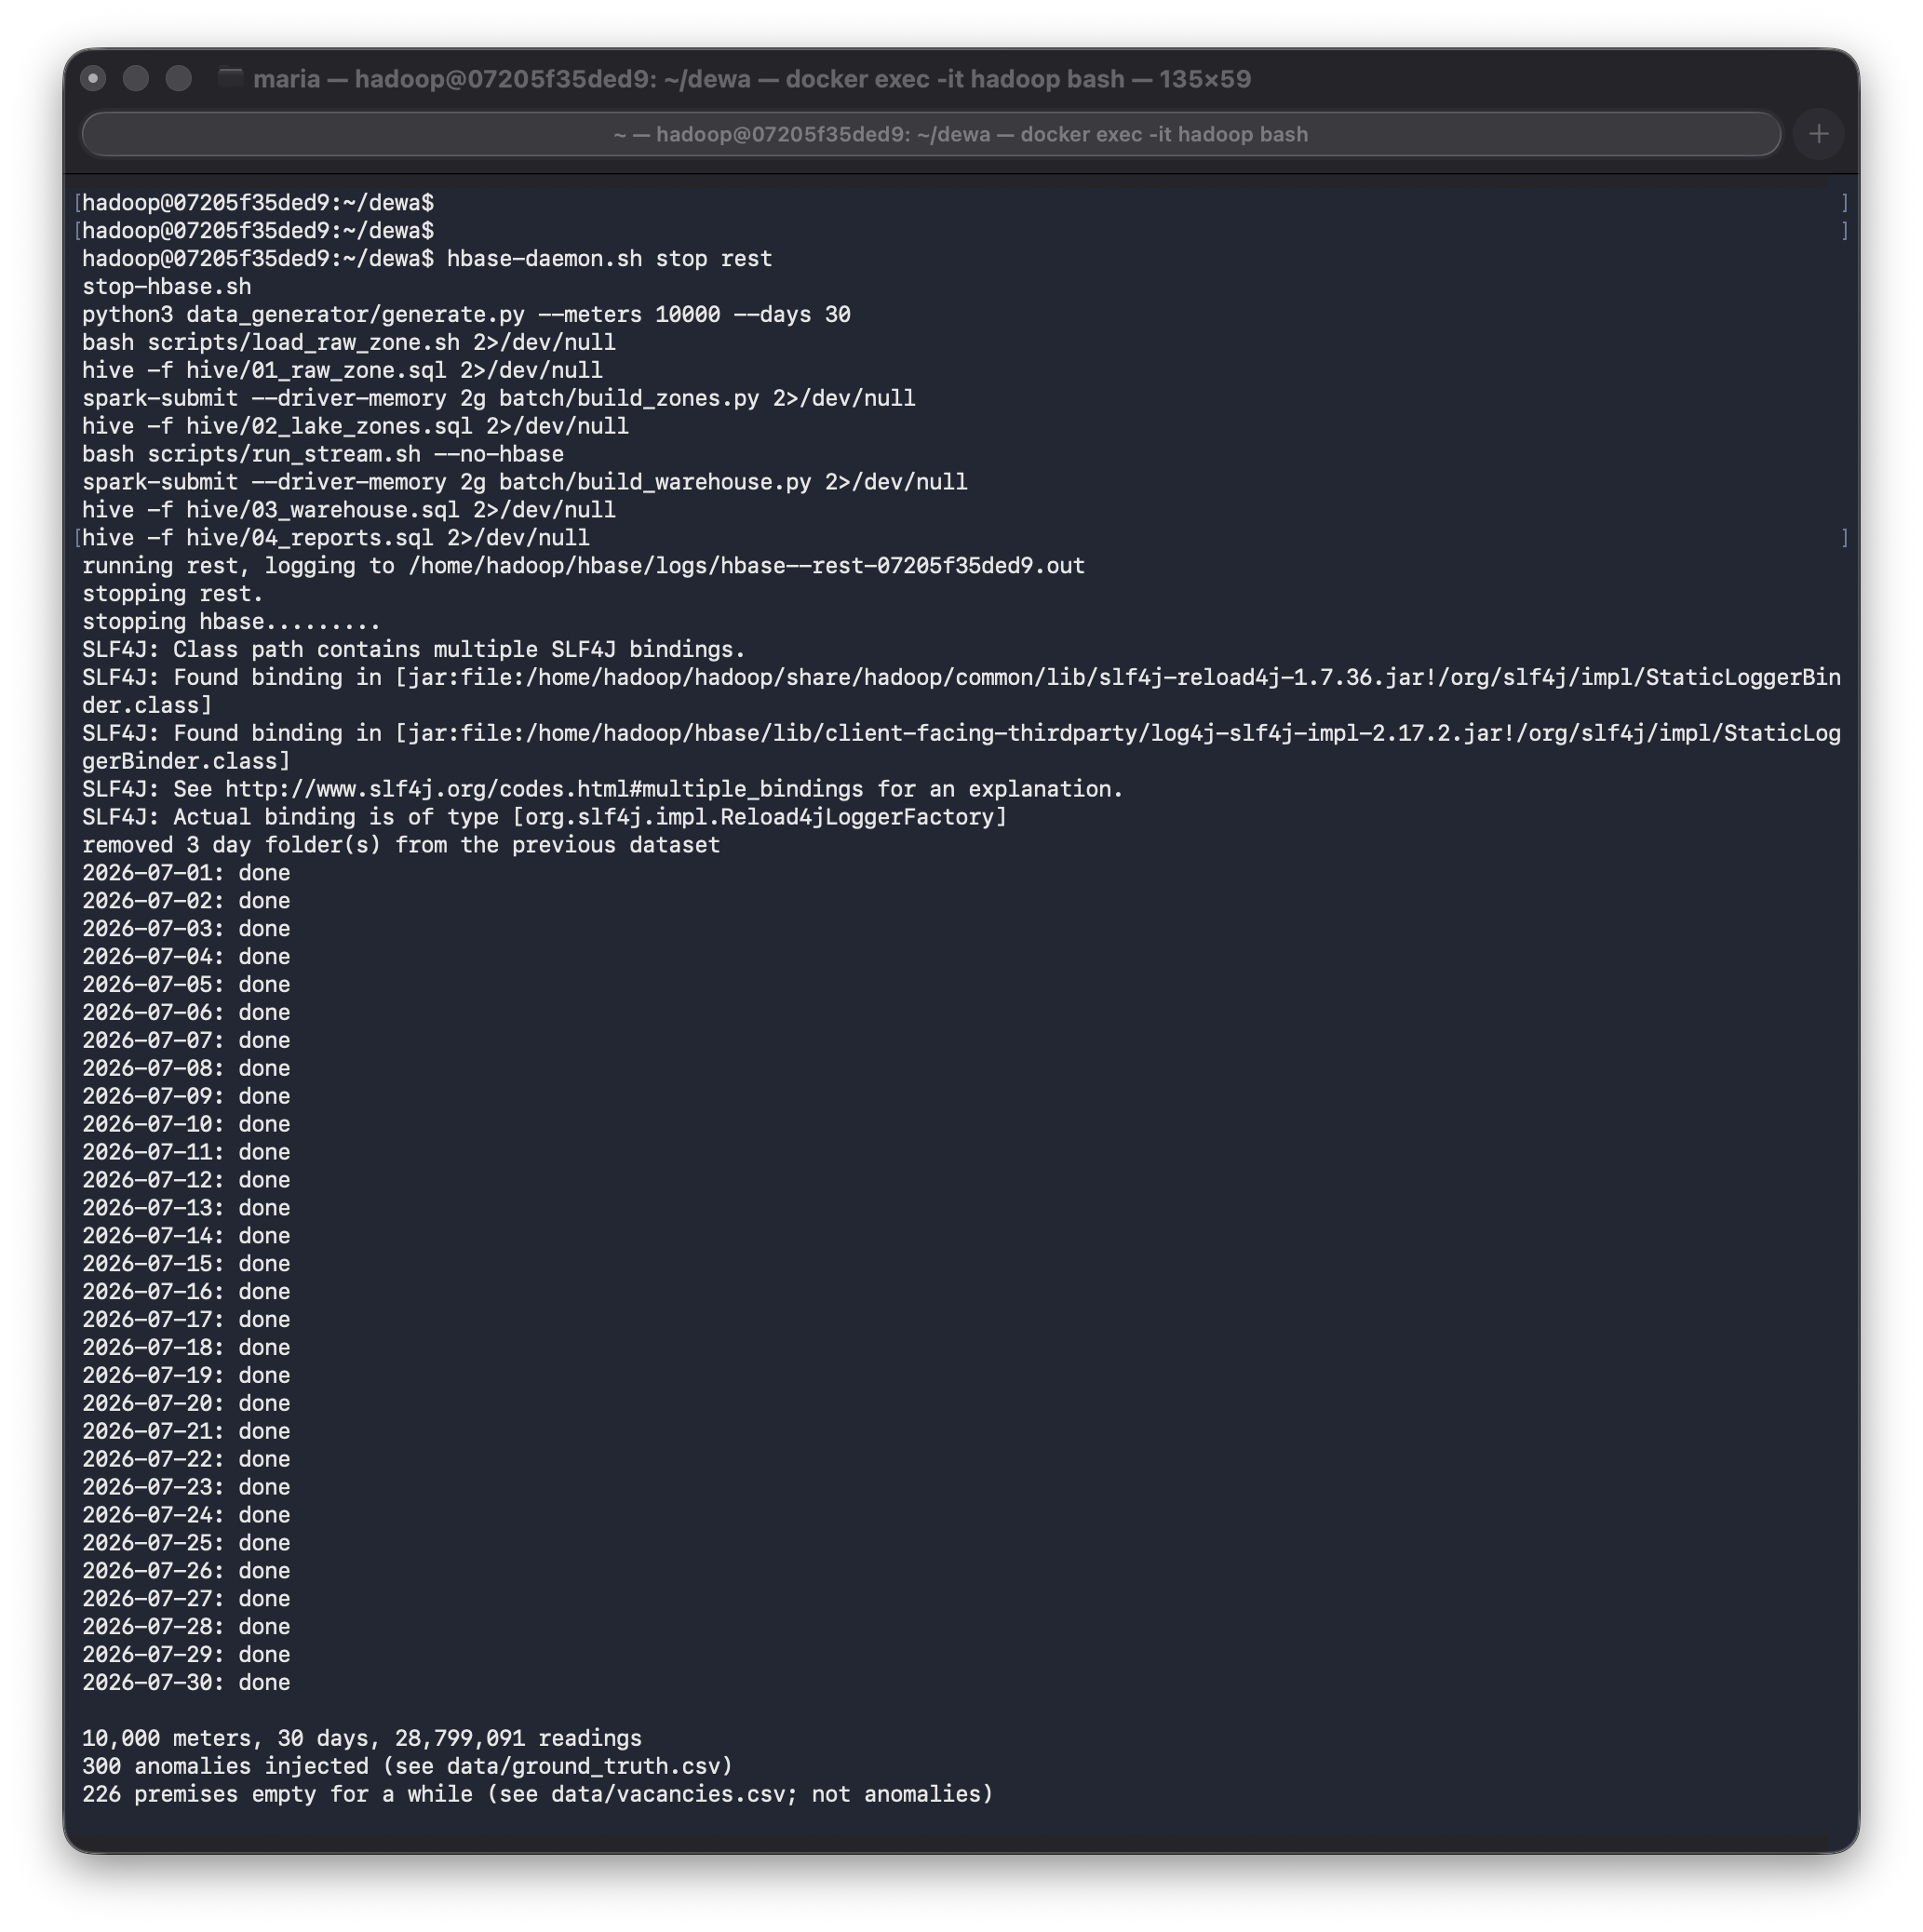 maria — hadoop@07205f35ded9: ~/dewa — docker exec -it hadoop bash — 135×59
~ — hadoop@07205f35ded9: ~/dewa — docker exec -it hadoop bash
[hadoop@07205f35ded9:~/dewa$ ]
[hadoop@07205f35ded9:~/dewa$ ]
hadoop@07205f35ded9:~/dewa$ hbase-daemon.sh stop rest
stop-hbase.sh
python3 data_generator/generate.py --meters 10000 --days 30
bash scripts/load_raw_zone.sh 2>/dev/null
hive -f hive/01_raw_zone.sql 2>/dev/null
spark-submit --driver-memory 2g batch/build_zones.py 2>/dev/null
hive -f hive/02_lake_zones.sql 2>/dev/null
bash scripts/run_stream.sh --no-hbase
spark-submit --driver-memory 2g batch/build_warehouse.py 2>/dev/null
hive -f hive/03_warehouse.sql 2>/dev/null
[hive -f hive/04_reports.sql 2>/dev/null ]
running rest, logging to /home/hadoop/hbase/logs/hbase--rest-07205f35ded9.out
stopping rest.
stopping hbase.........
SLF4J: Class path contains multiple SLF4J bindings.
SLF4J: Found binding in [jar:file:/home/hadoop/hadoop/share/hadoop/common/lib/slf4j-reload4j-1.7.36.jar!/org/slf4j/impl/StaticLoggerBin
der.class]
SLF4J: Found binding in [jar:file:/home/hadoop/hbase/lib/client-facing-thirdparty/log4j-slf4j-impl-2.17.2.jar!/org/slf4j/impl/StaticLog
gerBinder.class]
SLF4J: See http://www.slf4j.org/codes.html#multiple_bindings for an explanation.
SLF4J: Actual binding is of type [org.slf4j.impl.Reload4jLoggerFactory]
removed 3 day folder(s) from the previous dataset
2026-07-01: done
2026-07-02: done
2026-07-03: done
2026-07-04: done
2026-07-05: done
2026-07-06: done
2026-07-07: done
2026-07-08: done
2026-07-09: done
2026-07-10: done
2026-07-11: done
2026-07-12: done
2026-07-13: done
2026-07-14: done
2026-07-15: done
2026-07-16: done
2026-07-17: done
2026-07-18: done
2026-07-19: done
2026-07-20: done
2026-07-21: done
2026-07-22: done
2026-07-23: done
2026-07-24: done
2026-07-25: done
2026-07-26: done
2026-07-27: done
2026-07-28: done
2026-07-29: done
2026-07-30: done
10,000 meters, 30 days, 28,799,091 readings
300 anomalies injected (see data/ground_truth.csv)
226 premises empty for a while (see data/vacancies.csv; not anomalies)